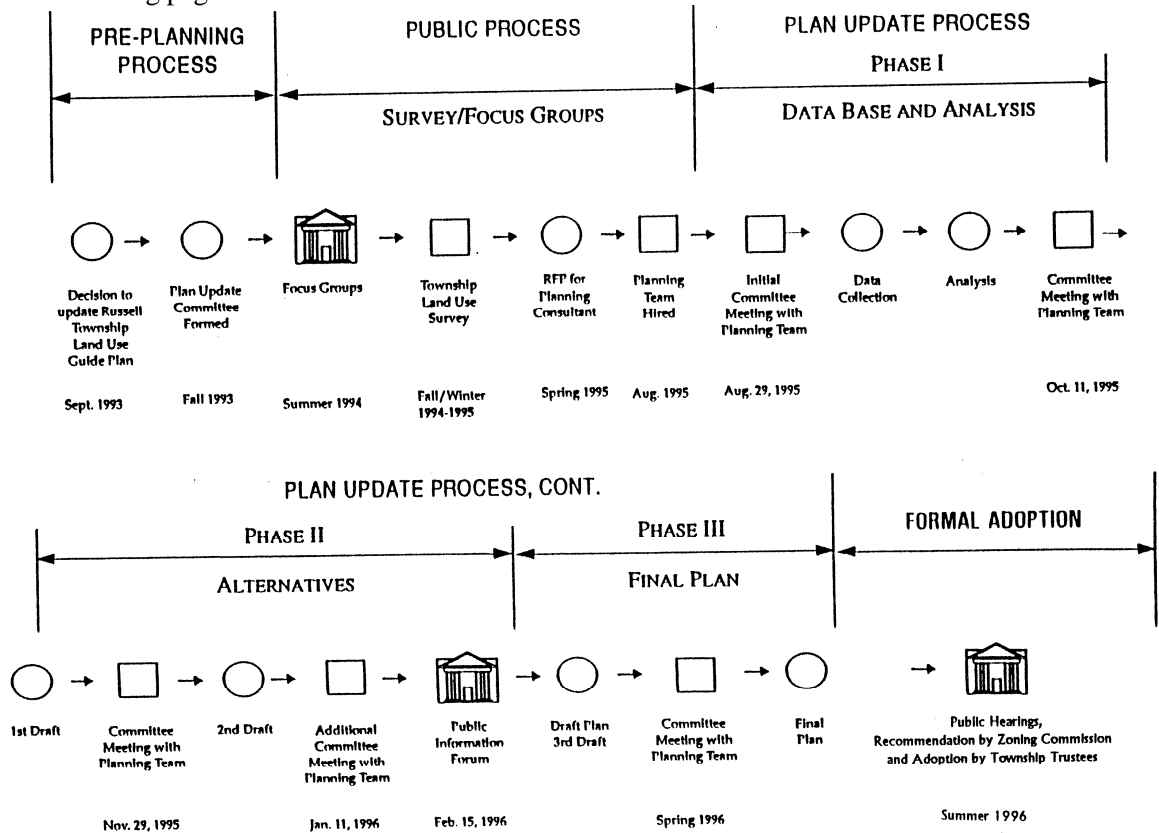 PRE-PLANNING
PROCESS
PUBLIC PROCESS
SURVEY/FOCUS GROUPS
PLAN UPDATE PROCESS
PHASE I
DATA BASE AND ANALYSIS
Decision to
update Russell
Township
Land Use
Guide Plan
Sept. 1993
Plan Update
Committee
Formed
Fall 1993
Focus Groups
Summer 1994
Township
Land Use
Survey
Fall/Winter
1994-1995
RFP for
Planning
Consultant
Spring 1995
Planning
Team
Hired
Aug. 1995
Initial
Committee
Meeting with
Planning Team
Aug. 29, 1995
Data
Collection
Analysis
Committee
Meeting with
Planning Team
Oct. 11, 1995
PLAN UPDATE PROCESS, CONT.
PHASE II
ALTERNATIVES
PHASE III
FINAL PLAN
FORMAL ADOPTION
1st Draft
Committee
Meeting with
Planning Team
Nov. 29, 1995
2nd Draft
Additional
Committee
Meeting with
Planning Team
Jan. 11, 1996
Public
Information
Forum
Feb. 15, 1996
Draft Plan
3rd Draft
Committee
Meeting with
Planning Team
Spring 1996
Final
Plan
Public Hearings,
Recommendation by Zoning Commission
and Adoption by Township Trustees
Summer 1996